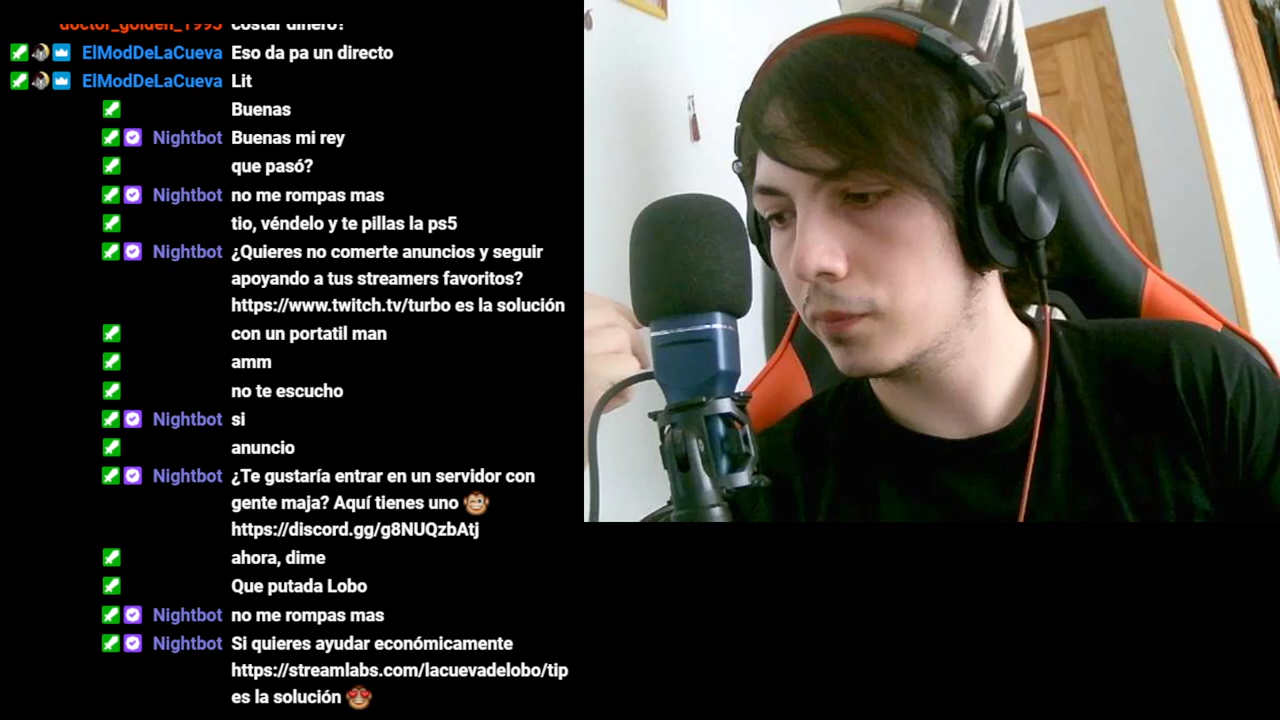 doctor_golden_1995 costar dinero?
ElModDeLaCueva Eso da pa un directo
ElModDeLaCueva Lit
Buenas
Nightbot Buenas mi rey
que pasó?
Nightbot no me rompas mas
tio, véndelo y te pillas la ps5
Nightbot ¿Quieres no comerte anuncios y seguir
apoyando a tus streamers favoritos?
https://www.twitch.tv/turbo es la solución
con un portatil man
amm
no te escucho
Nightbot si
anuncio
Nightbot ¿Te gustaría entrar en un servidor con
gente maja? Aquí tienes uno
https://discord.gg/g8NUQzbAtj
ahora, dime
Que putada Lobo
Nightbot no me rompas mas
Nightbot Si quieres ayudar económicamente
https://streamlabs.com/lacuevadelobo/tip
es la solución